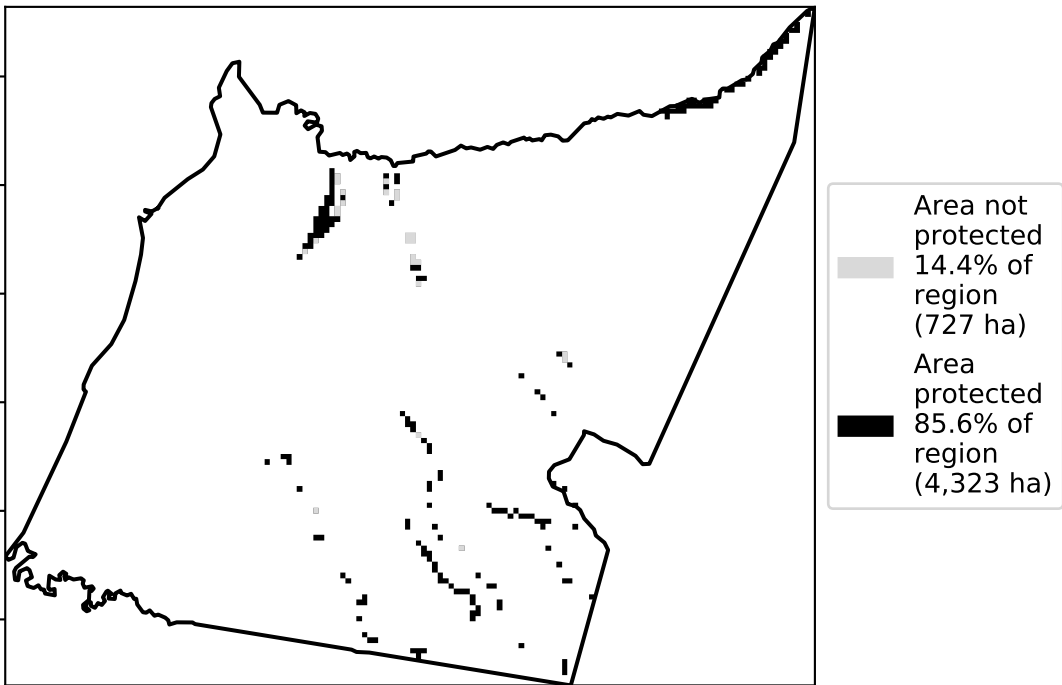 Area not
protected
14.4% of
region
(727 ha)
Area
protected
85.6% of
region
(4,323 ha)